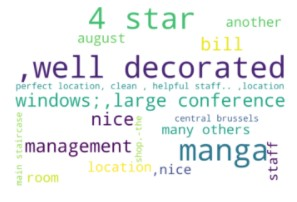 4 star
another
august
bill
,well decorated
perfect location, clean , helpful staff.. ,location
windows;,large conference
nice
central brussels
many others
management
manga
main staircase
shop,-the
staff
location
,nice
room